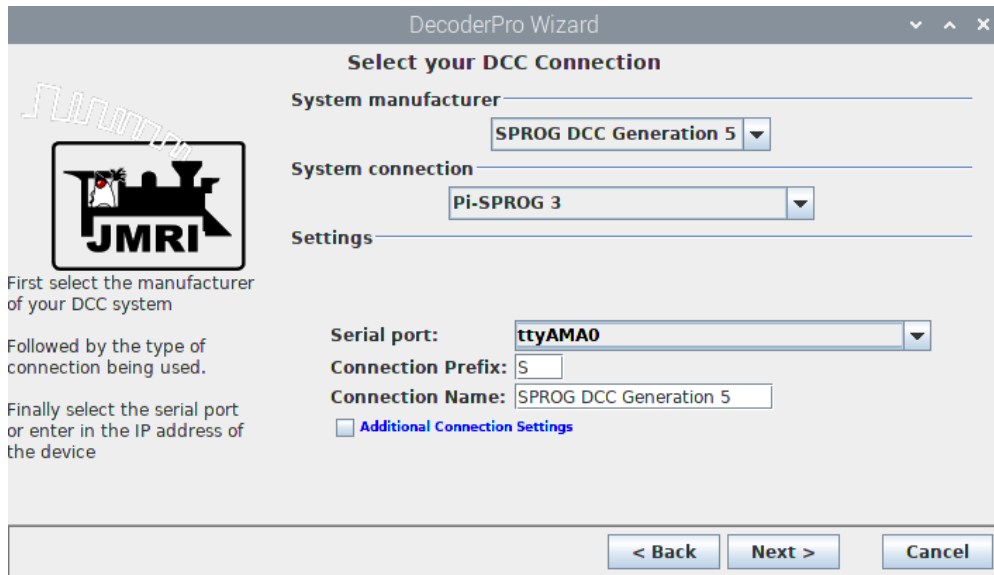 DecoderPro Wizard
Select your DCC Connection
System manufacturer
SPROG DCC Generation 5
System connection
Pi-SPROG 3
Settings
JMRI
First select the manufacturer
of your DCC system
Followed by the type of
connection being used.
Finally select the serial port
or enter in the IP address of
the device
Serial port: ttyAMA0
Connection Prefix: S
Connection Name: SPROG DCC Generation 5
Additional Connection Settings
< Back Next > Cancel